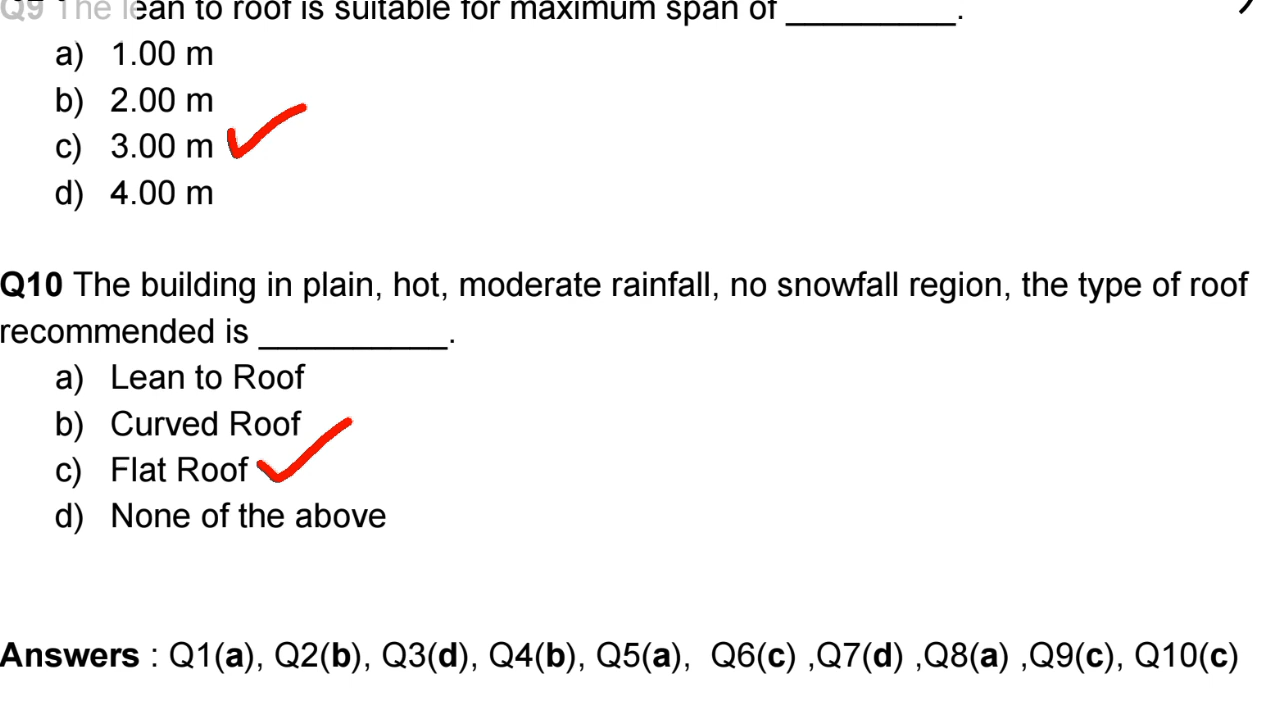 Q9 The lean to roof is suitable for maximum span of _________.
a) 1.00 m
b) 2.00 m
c) 3.00 m
d) 4.00 m
Q10 The building in plain, hot, moderate rainfall, no snowfall region, the type of roof
recommended is __________.
a) Lean to Roof
b) Curved Roof
c) Flat Roof
d) None of the above
Answers : Q1(a), Q2(b), Q3(d), Q4(b), Q5(a), Q6(c) ,Q7(d) ,Q8(a) ,Q9(c), Q10(c)